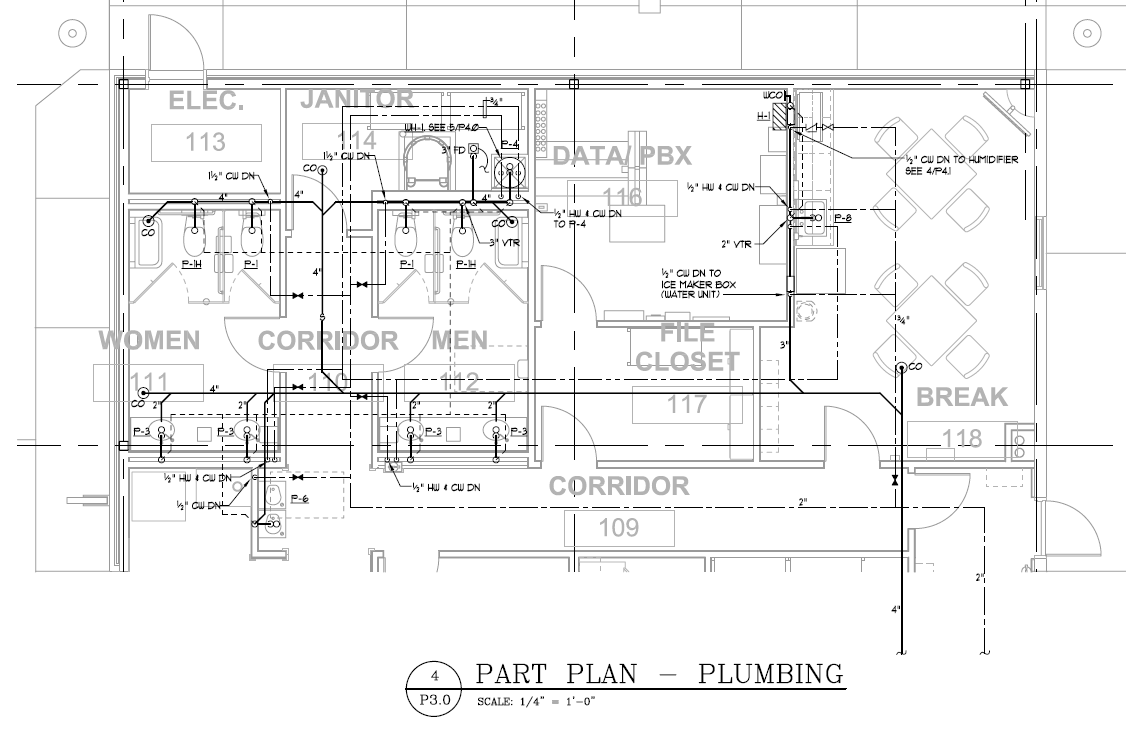 ELEC.
113
JANITOR
114
3/4"
WH-1, SEE 5/P4.0
P-4
3" FD
1½" CW DN
CO
1½" CW DN
4"
4"
4"
CO
CO
½" HW & CW DN
TO P-4
3" VTR
P-1H
P-1
P-1
P-1H
4"
DATA/ PBX
116
WCO
H-1
½" CW DN TO HUMIDIFIER
SEE 4/P4.1
½" HW & CW DN
P-8
2" VTR
½" CW DN TO
ICE MAKER BOX
(WATER UNIT)
1¾"
3"
WOMEN
111
CORRIDOR
110
MEN
112
FILE
CLOSET
117
CO
BREAK
118
4"
CO
2"
2"
2"
2"
P-3
P-3
P-3
P-3
½" HW & CW DN
½" CW DN
P-6
½" HW & CW DN
CORRIDOR
109
2"
2"
4"
4
P3.0
PART PLAN – PLUMBING
SCALE: 1/4" = 1'-0"